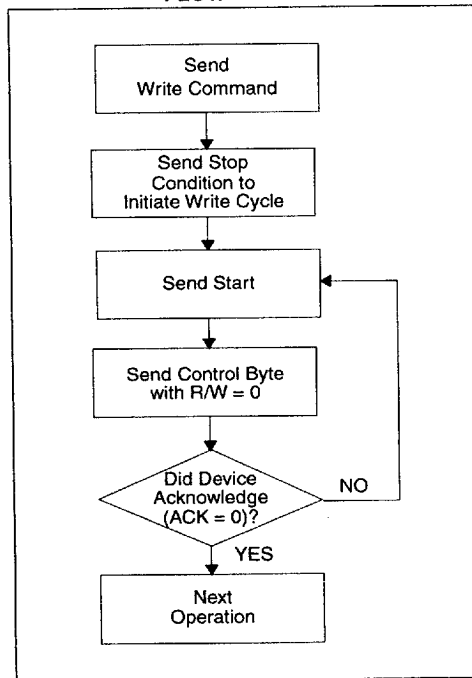 Send
Write Command
Send Stop
Condition to
Initiate Write Cycle
Send Start
Send Control Byte
with R/W = 0
Did Device
Acknowledge
(ACK = 0)?
NO
YES
Next
Operation